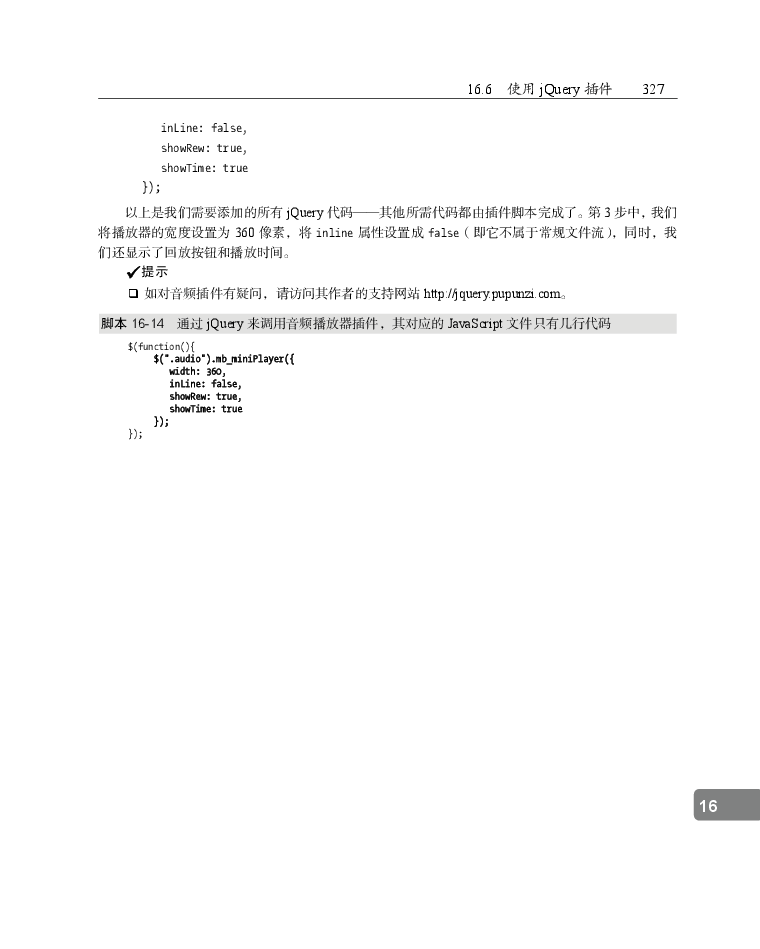 16.6 使用 jQuery 插件 327
inLine: false,
showRew: true,
showTime: true
});
以上是我们需要添加的所有 jQuery 代码——其他所需代码都由插件脚本完成了。第 3 步中，我们
将播放器的宽度设置为 360 像素，将 inline 属性设置成 false（即它不属于常规文件流），同时，我
们还显示了回放按钮和播放时间。
✓提示
❑ 如对音频插件有疑问，请访问其作者的支持网站 http://jquery.pupunzi.com。
脚本 16-14 通过 jQuery 来调用音频播放器插件，其对应的 JavaScript 文件只有几行代码
$(function(){
$(".audio").mb_miniPlayer({
width: 360,
inLine: false,
showRew: true,
showTime: true
});
});
16